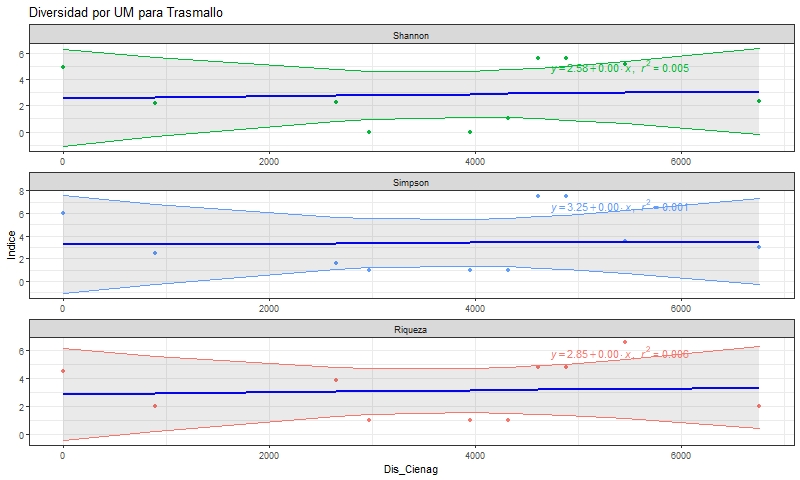 Diversidad por UM para Trasmallo
Shannon
y = 2.58 + 0.00 · x, r² = 0.005
6
4
2
0
0 2000 4000 6000
Simpson
y = 3.25 + 0.00 · x, r² = 0.001
8
6
4
2
0
0 2000 4000 6000
Indice
Riqueza
y = 2.85 + 0.00 · x, r² = 0.006
6
4
2
0
0 2000 4000 6000
Dis_Cienag